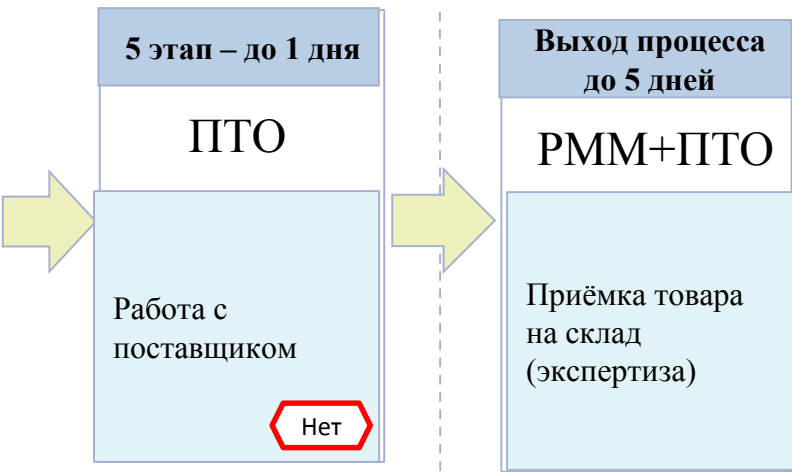 5 этап – до 1 дня
ПТО
Работа с
поставщиком
Нет
Выход процесса
до 5 дней
РММ+ПТО
Приёмка товара
на склад
(экспертиза)